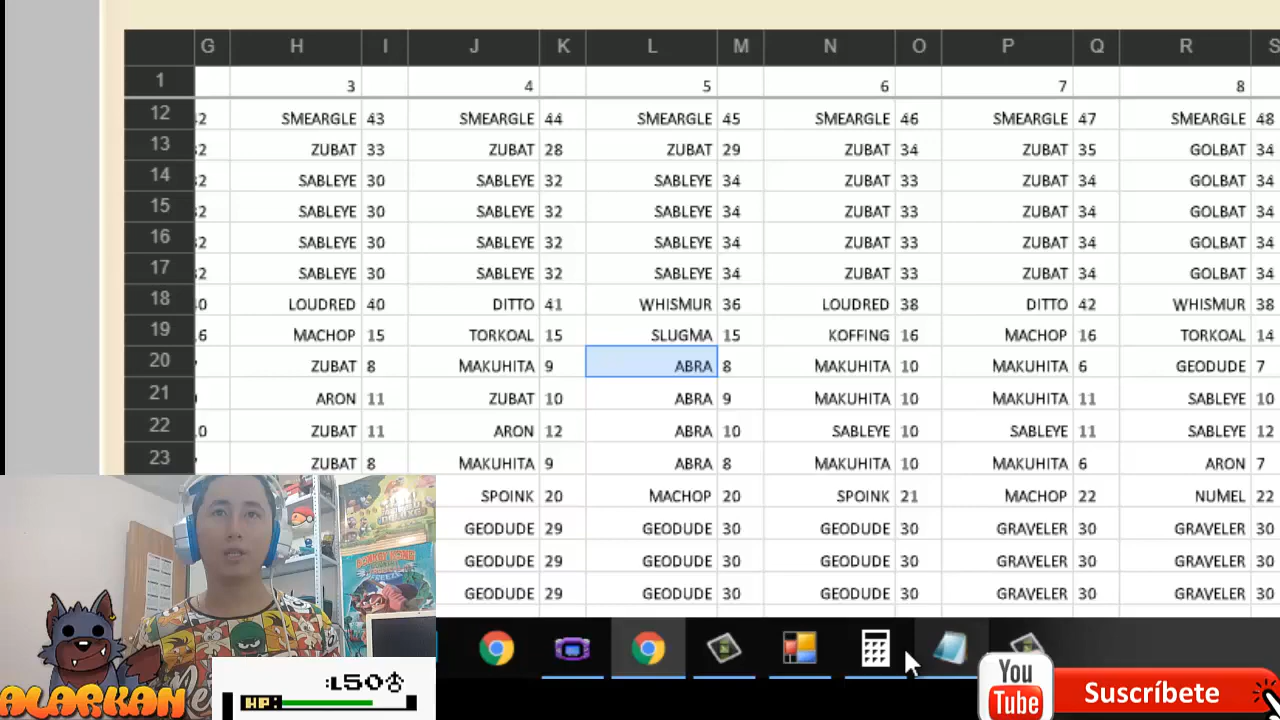 G H I J K L M N O P Q R S
1 3 4 5 6 7 8
12 42 SMEARGLE 43 SMEARGLE 44 SMEARGLE 45 SMEARGLE 46 SMEARGLE 47 SMEARGLE 48
13 32 ZUBAT 33 ZUBAT 28 ZUBAT 29 ZUBAT 34 ZUBAT 35 GOLBAT 34
14 32 SABLEYE 30 SABLEYE 32 SABLEYE 34 ZUBAT 33 ZUBAT 34 GOLBAT 34
15 32 SABLEYE 30 SABLEYE 32 SABLEYE 34 ZUBAT 33 ZUBAT 34 GOLBAT 34
16 32 SABLEYE 30 SABLEYE 32 SABLEYE 34 ZUBAT 33 ZUBAT 34 GOLBAT 34
17 32 SABLEYE 30 SABLEYE 32 SABLEYE 34 ZUBAT 33 ZUBAT 34 GOLBAT 34
18 LOUDRED 40 DITTO 41 WHISMUR 36 LOUDRED 38 DITTO 42 WHISMUR 38
19 MACHOP 15 TORKOAL 15 SLUGMA 15 KOFFING 16 MACHOP 16 TORKOAL 14
20 ZUBAT 8 MAKUHITA 9 ABRA 8 MAKUHITA 10 MAKUHITA 6 GEODUDE 7
21 ARON 11 ZUBAT 10 ABRA 9 MAKUHITA 10 MAKUHITA 11 SABLEYE 10
22 ZUBAT 11 ARON 12 ABRA 10 SABLEYE 10 SABLEYE 11 SABLEYE 12
23 ZUBAT 8 MAKUHITA 9 ABRA 8 MAKUHITA 10 MAKUHITA 6 ARON 7
SPOINK 20 MACHOP 20 SPOINK 21 MACHOP 22 NUMEL 22
GEODUDE 29 GEODUDE 30 GEODUDE 30 GRAVELER 30 GRAVELER 30
GEODUDE 29 GEODUDE 30 GEODUDE 30 GRAVELER 30 GRAVELER 30
GEODUDE 29 GEODUDE 30 GEODUDE 30 GRAVELER 30 GRAVELER 30
ALARKAN
:L50♂
HP:
You
Tube
Suscríbete